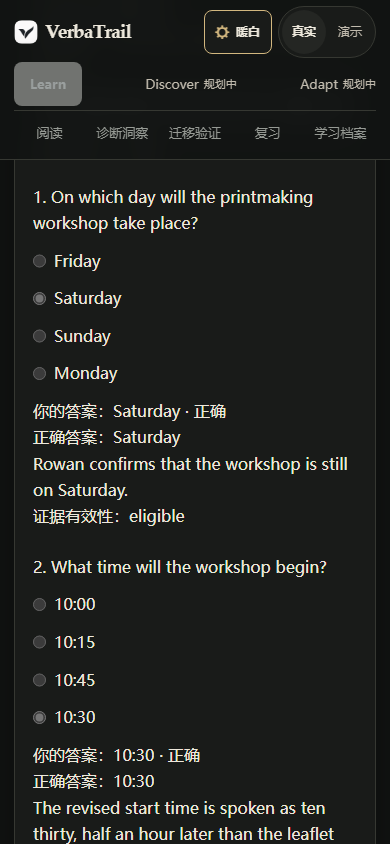 VerbaTrail
暖白
真实
演示
Learn
Discover 规划中
Adapt 规划中
阅读
诊断洞察
迁移验证
复习
学习档案
1. On which day will the printmaking
workshop take place?
Friday
Saturday
Sunday
Monday
你的答案：Saturday · 正确
正确答案：Saturday
Rowan confirms that the workshop is still
on Saturday.
证据有效性：eligible
2. What time will the workshop begin?
10:00
10:15
10:45
10:30
你的答案：10:30 · 正确
正确答案：10:30
The revised start time is spoken as ten
thirty, half an hour later than the leaflet